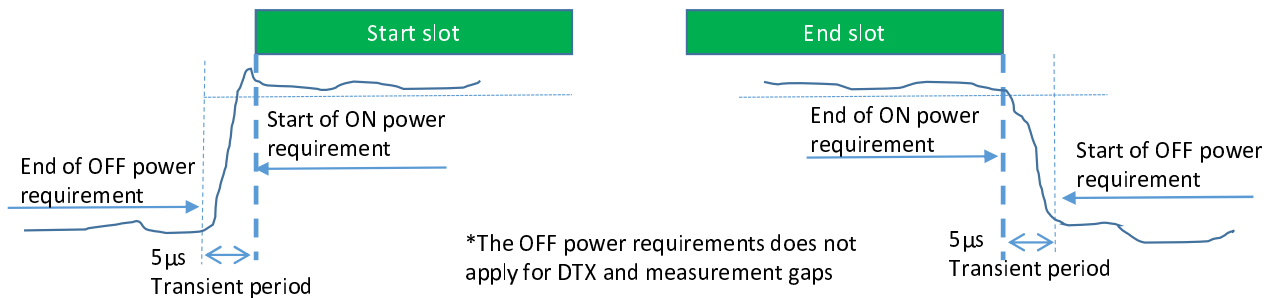 Start slot
End slot
Start of ON power
requirement
End of OFF power
requirement
5µs
Transient period
*The OFF power requirements does not
apply for DTX and measurement gaps
End of ON power
requirement
Start of OFF power
requirement
5µs
Transient period